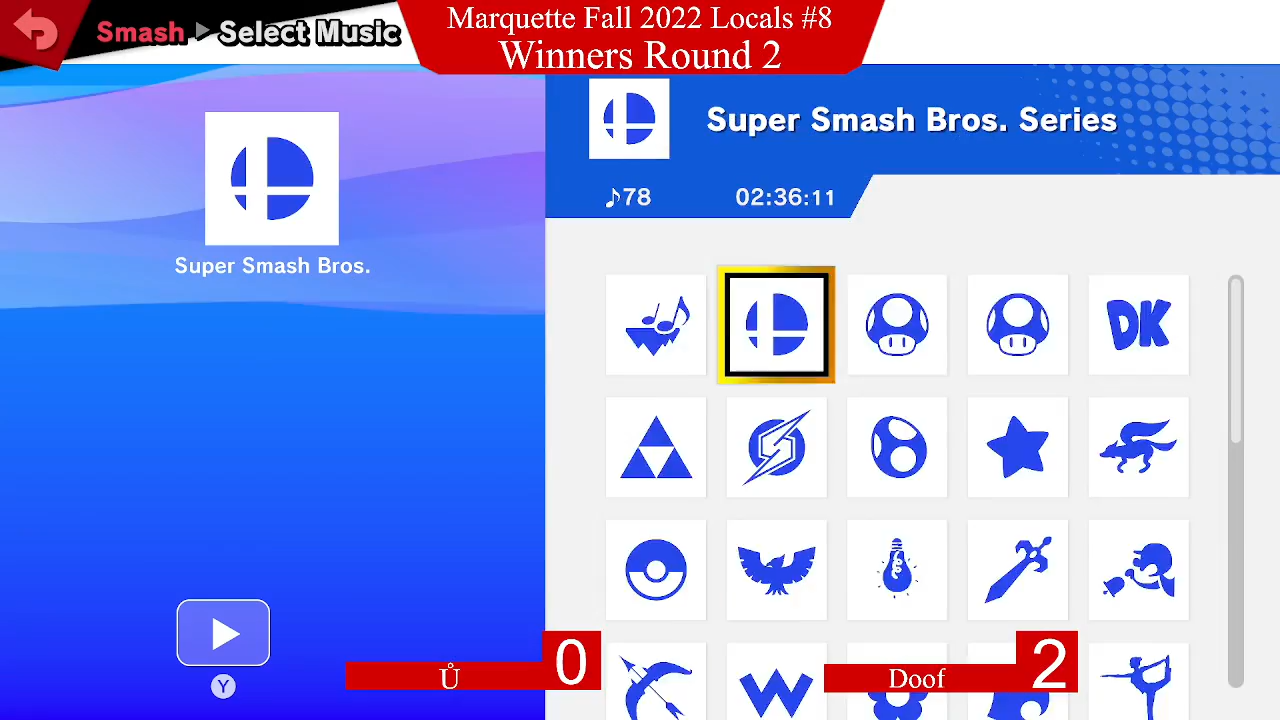 Marquette Fall 2022 Locals #8
Winners Round 2
Smash
Select Music
Super Smash Bros. Series
♪78
02:36:11
Super Smash Bros.
DK
Y
Ů
0
Doof
2